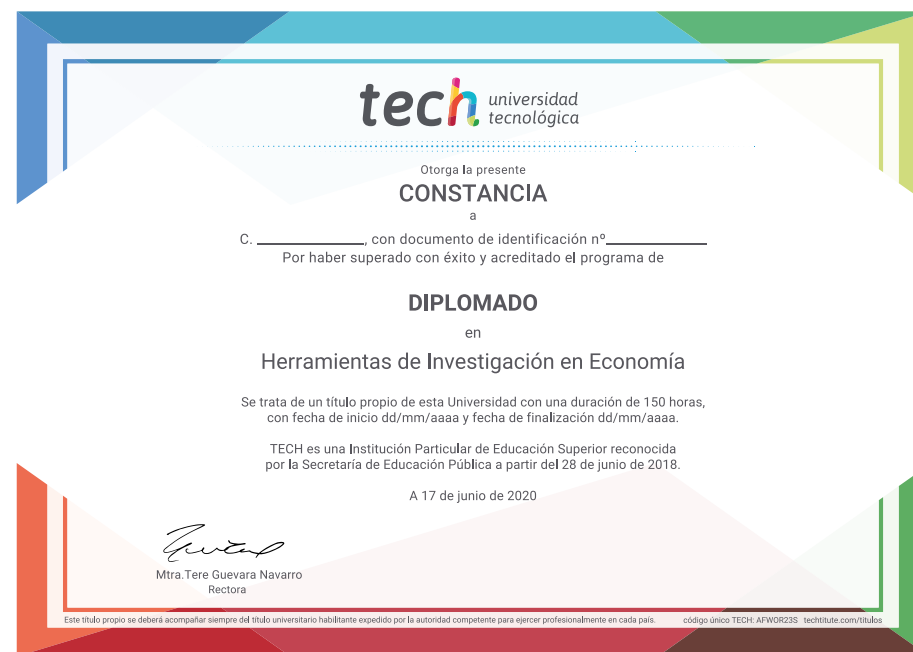 tech universidad
tecnológica
Otorga la presente
CONSTANCIA
a
C. ____________, con documento de identificación nº____________
Por haber superado con éxito y acreditado el programa de
DIPLOMADO
en
Herramientas de Investigación en Economía
Se trata de un título propio de esta Universidad con una duración de 150 horas,
con fecha de inicio dd/mm/aaaa y fecha de finalización dd/mm/aaaa.
TECH es una Institución Particular de Educación Superior reconocida
por la Secretaría de Educación Pública a partir del 28 de junio de 2018.
A 17 de junio de 2020
Mtra.Tere Guevara Navarro
Rectora
Este título propio se deberá acompañar siempre del título universitario habilitante expedido por la autoridad competente para ejercer profesionalmente en cada país. código único TECH: AFWOR23S techtitute.com/titulos